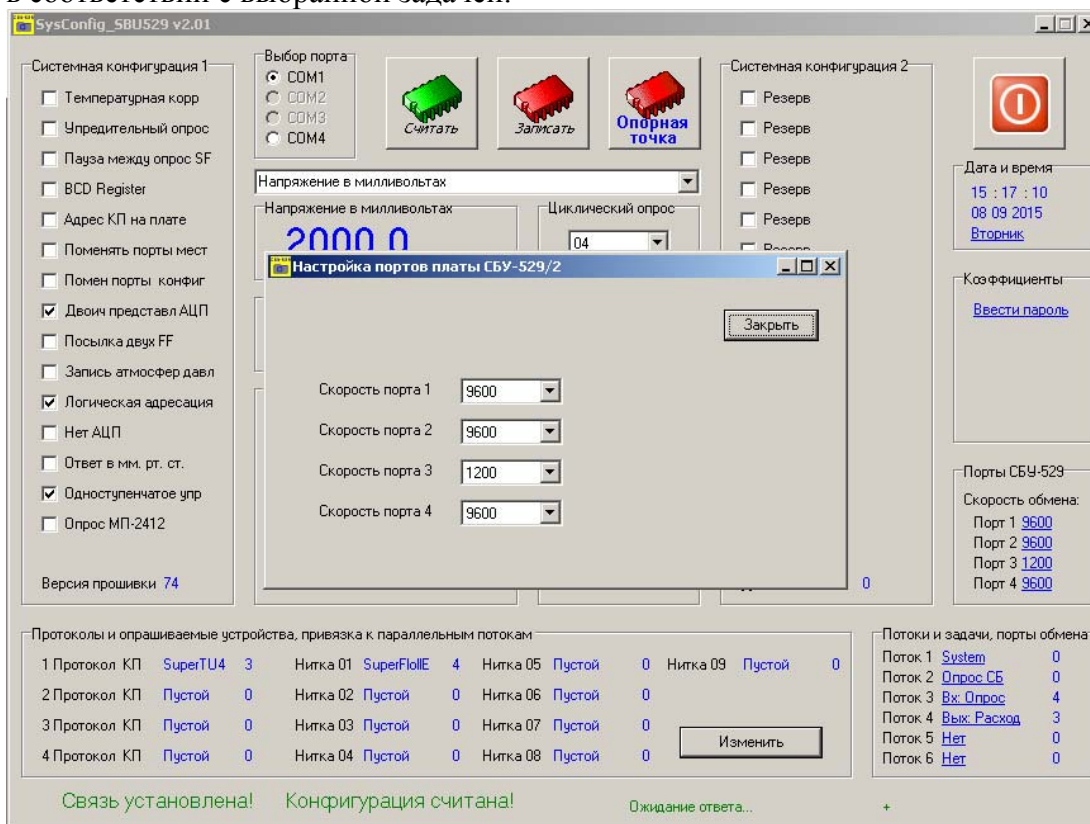 в соответствии с выбранной задачей.
SysConfig_SBU529 v2.01
Системная конфигурация 1
Температурная корр
Упредительный опрос
Пауза между опрос SF
BCD Register
Адрес КП на плате
Поменять порты мест
Помен порты конфиг
Двоич представл АЦП
Посылка двух FF
Запись атмосфер давл
Логическая адресация
Нет АЦП
Ответ в мм. рт. ст.
Одноступенчатое упр
Опрос МП-2412
Версия прошивки 74
Выбор порта
COM1
COM2
COM3
COM4
Считать
Записать
Опорная точка
Напряжение в милливольтах
Напряжение в милливольтах
2000.0
Циклический опрос
04
Системная конфигурация 2
Резерв
Резерв
Резерв
Резерв
Резерв
Резерв
0
Дата и время
15 : 17 : 10
08 09 2015
Вторник
Коэффициенты
Ввести пароль
Порты СБУ-529
Скорость обмена:
Порт 1 9600
Порт 2 9600
Порт 3 1200
Порт 4 9600
Настройка портов платы СБУ-529/2
Закрыть
Скорость порта 1 9600
Скорость порта 2 9600
Скорость порта 3 1200
Скорость порта 4 9600
Протоколы и опрашиваемые устройства, привязка к параллельным потокам
1 Протокол КП SuperTU4 3 Нитка 01 SuperFlollE 4 Нитка 05 Пустой 0 Нитка 09 Пустой 0
2 Протокол КП Пустой 0 Нитка 02 Пустой 0 Нитка 06 Пустой 0
3 Протокол КП Пустой 0 Нитка 03 Пустой 0 Нитка 07 Пустой 0
4 Протокол КП Пустой 0 Нитка 04 Пустой 0 Нитка 08 Пустой 0
Изменить
Потоки и задачи, порты обмена
Поток 1 System 0
Поток 2 Опрос СБ 0
Поток 3 Вх: Опрос 4
Поток 4 Вых: Расход 3
Поток 5 Нет 0
Поток 6 Нет 0
Связь установлена! Конфигурация считана! Ожидание ответа... +